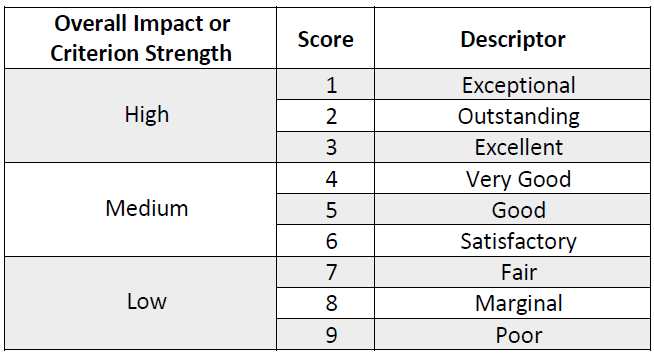 Overall Impact or
Criterion Strength
Score
Descriptor
High
1 Exceptional
2 Outstanding
3 Excellent
Medium
4 Very Good
5 Good
6 Satisfactory
Low
7 Fair
8 Marginal
9 Poor